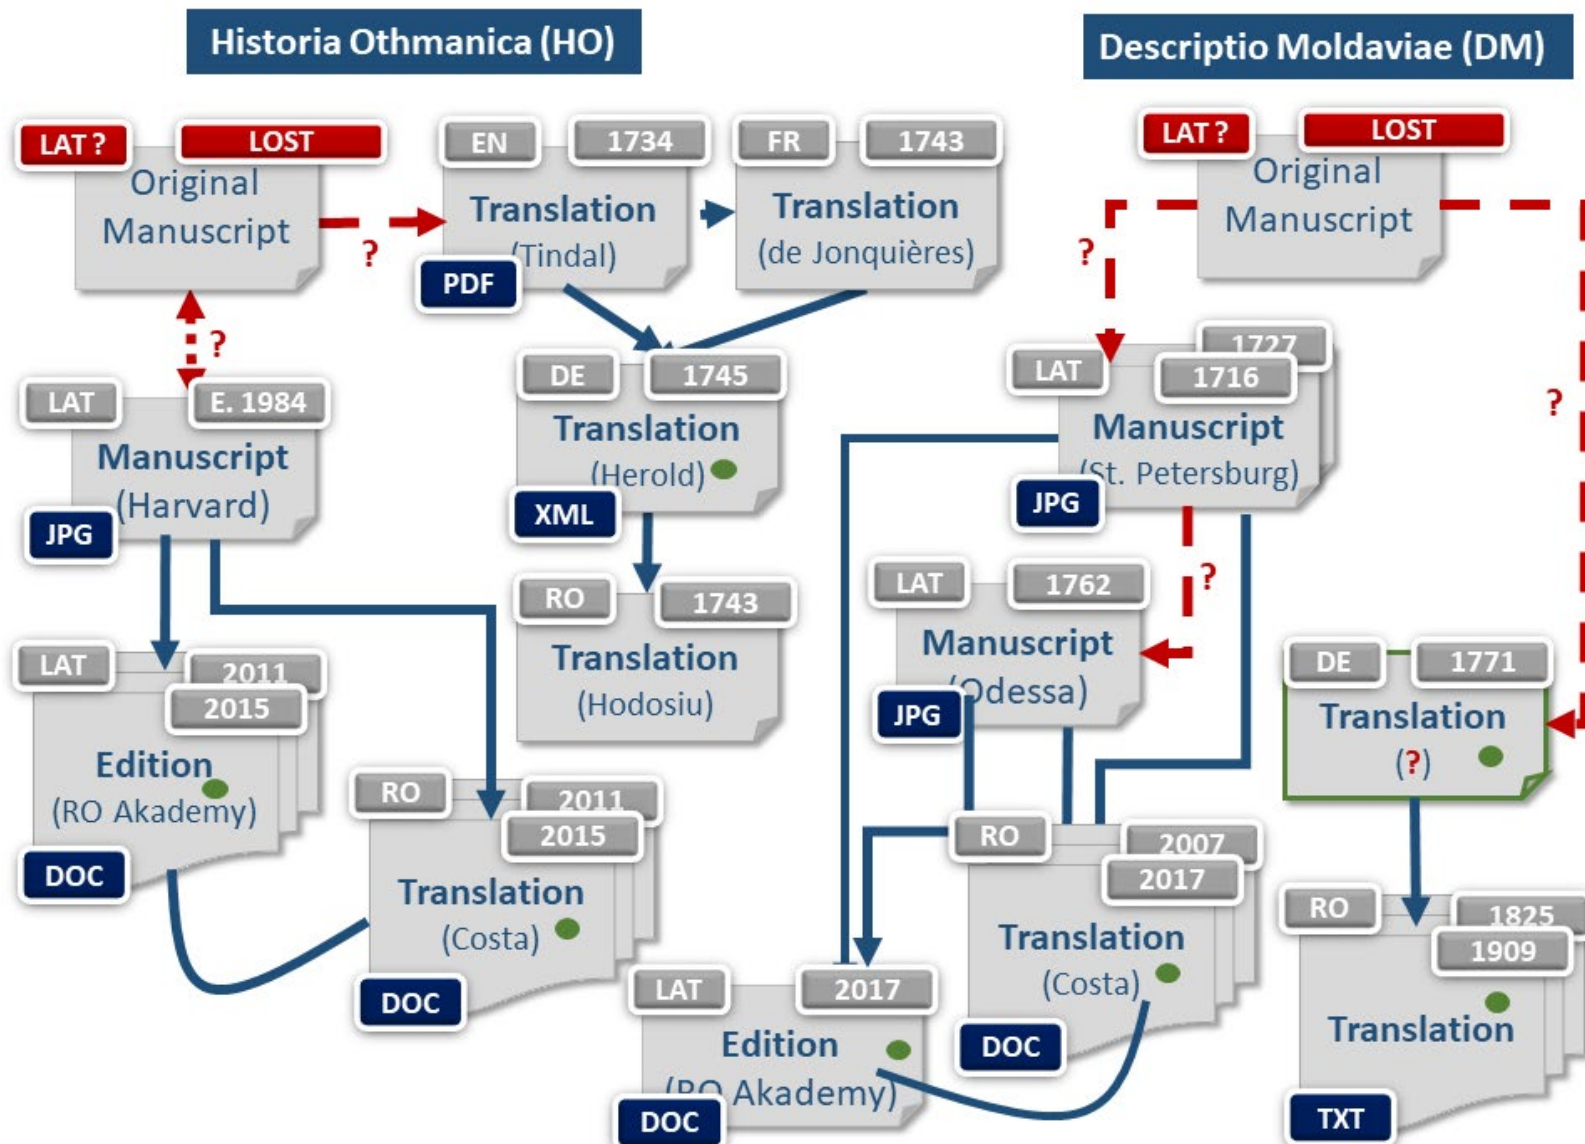 Historia Othmanica (HO)
Descriptio Moldaviae (DM)
LAT ?
LOST
Original
Manuscript
?
EN
1734
Translation
(Tindal)
PDF
FR
1743
Translation
(de Jonquières)
LAT ?
LOST
Original
Manuscript
?
?
?
LAT
E. 1984
Manuscript
(Harvard)
JPG
DE
1745
Translation
(Herold)
XML
LAT
1727
1716
Manuscript
(St. Petersburg)
JPG
?
RO
1743
Translation
(Hodosiu)
LAT
1762
Manuscript
(Odessa)
JPG
LAT
2011
2015
Edition
(RO Akademy)
DOC
DE
1771
Translation
(?)
RO
2011
2015
Translation
(Costa)
DOC
RO
2007
2017
Translation
(Costa)
DOC
RO
1825
1909
Translation
TXT
LAT
2017
Edition
(RO Akademy)
DOC